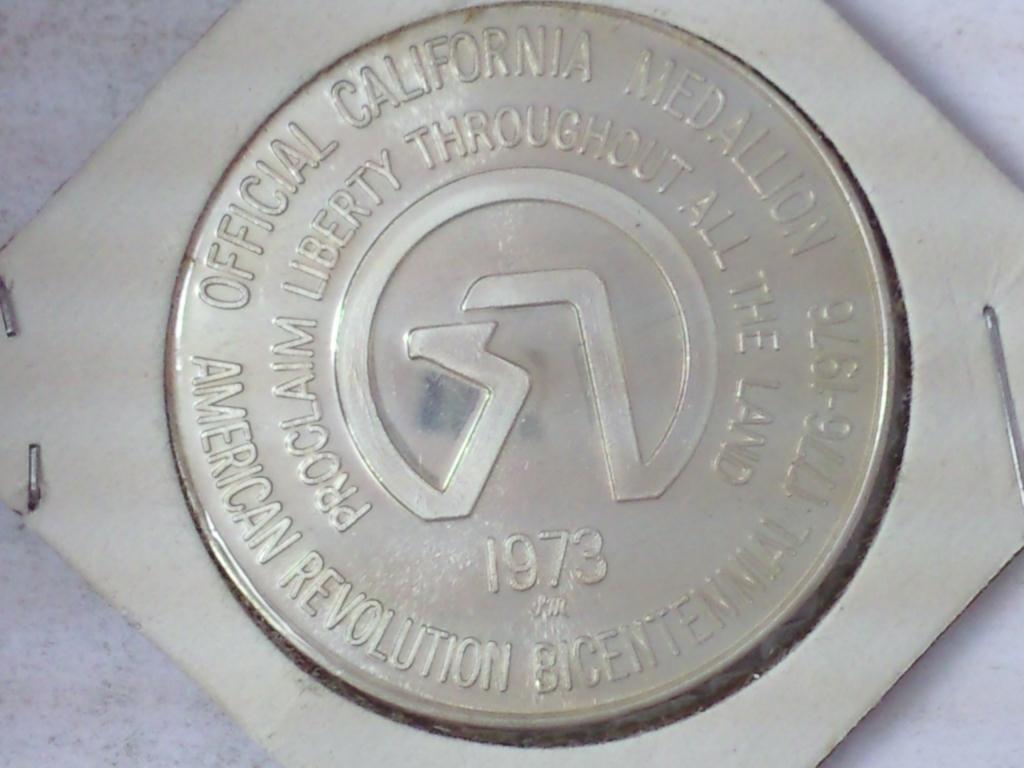 OFFICIAL CALIFORNIA MEDALLION
PROCLAIM LIBERTY THROUGHOUT ALL THE LAND
1973
AMERICAN REVOLUTION BICENTENNIAL 1776-1976